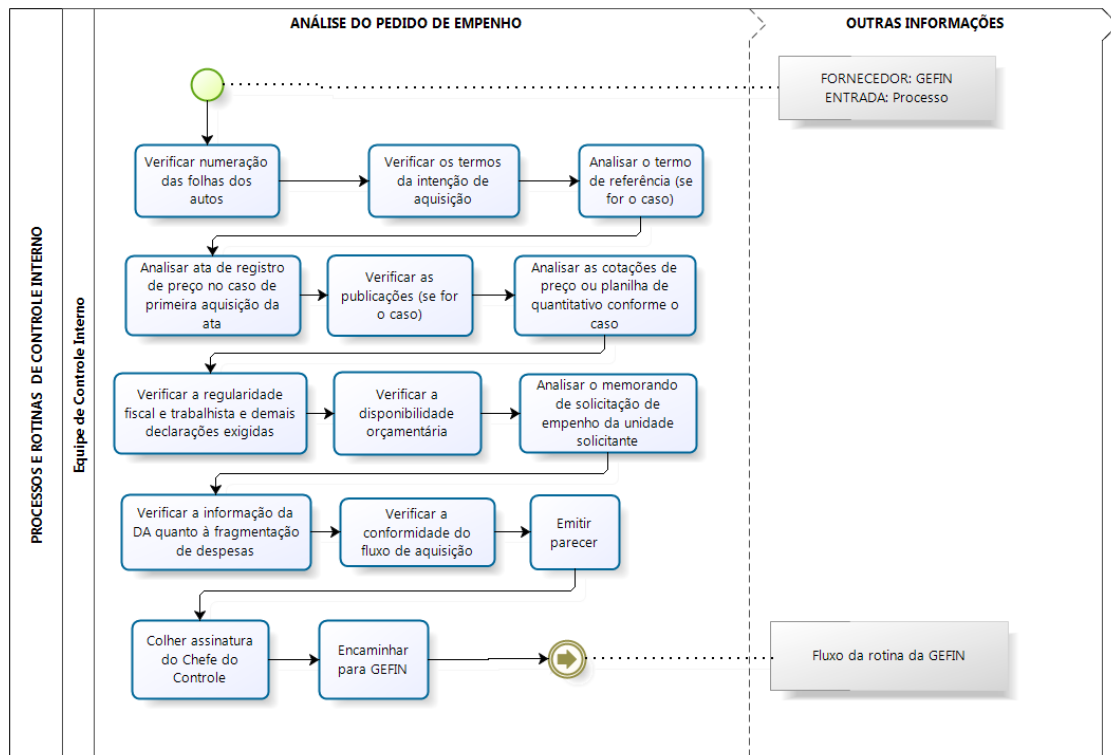 ANÁLISE DO PEDIDO DE EMPENHO
OUTRAS INFORMAÇÕES
PROCESSOS E ROTINAS DE CONTROLE INTERNO
Equipe de Controle Interno
FORNECEDOR: GEFIN
ENTRADA: Processo
Verificar numeração
das folhas dos
autos
Verificar os termos
da intenção de
aquisição
Analisar o termo
de referência (se
for o caso)
Analisar ata de registro
de preço no caso de
primeira aquisição da
ata
Verificar as
publicações (se for
o caso)
Analisar as cotações de
preço ou planilha de
quantitativo conforme o
caso
Verificar a regularidade
fiscal e trabalhista e demais
declarações exigidas
Verificar a
disponibilidade
orçamentária
Analisar o memorando
de solicitação de
empenho da unidade
solicitante
Verificar a informação da
DA quanto à fragmentação
de despesas
Verificar a
conformidade do
fluxo de aquisição
Emitir
parecer
Colher assinatura
do Chefe do
Controle
Encaminhar
para GEFIN
Fluxo da rotina da GEFIN